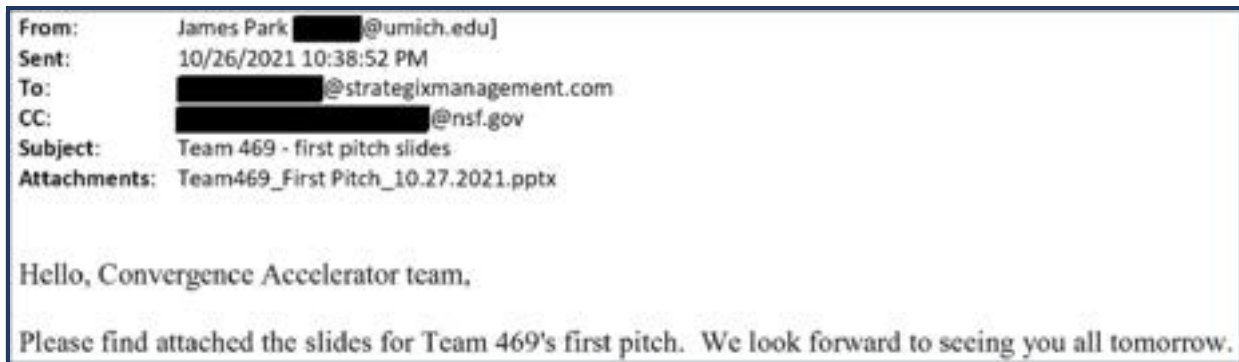 From: James Park @umich.edu]
Sent: 10/26/2021 10:38:52 PM
To: @strategixmanagement.com
CC: @nsf.gov
Subject: Team 469 - first pitch slides
Attachments: Team469_First Pitch_10.27.2021.pptx
Hello, Convergence Accelerator team,
Please find attached the slides for Team 469's first pitch. We look forward to seeing you all tomorrow.